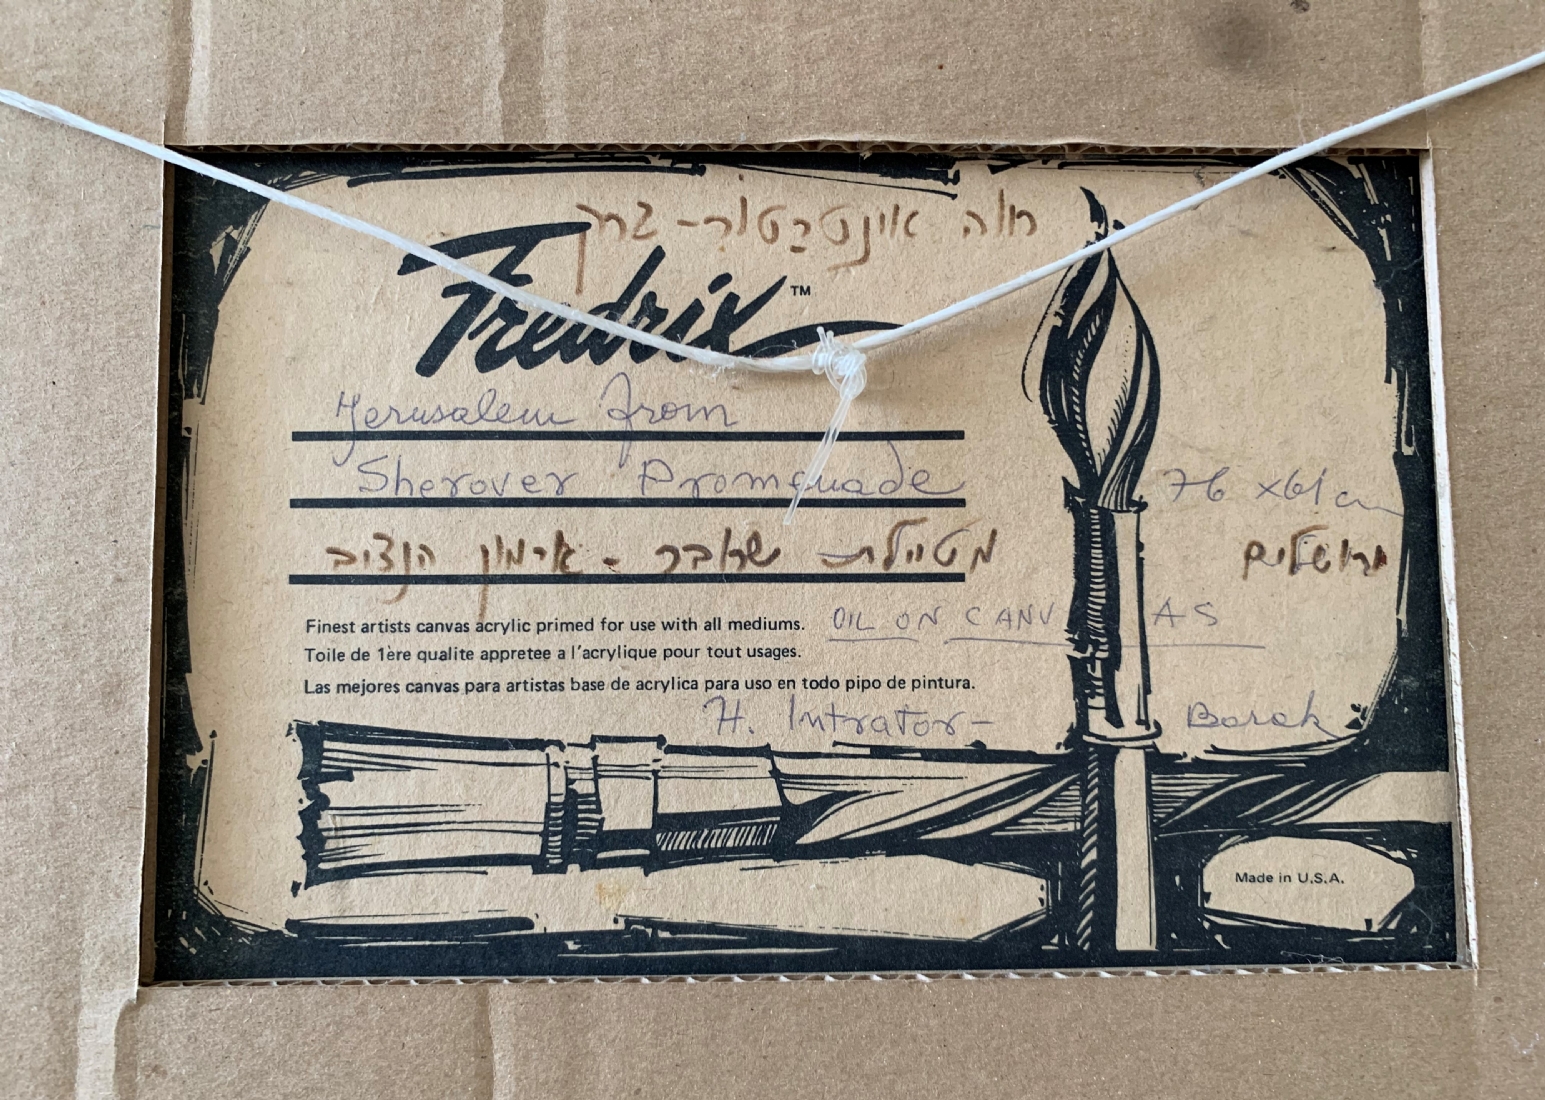 חוה אינטרטור-ברק
Fredrix™
Jerusalem from
Sherover Promenade
76 x61 cm
מטיילת שרובר - ארמון הנציב
ירושלים
Finest artists canvas acrylic primed for use with all mediums.
OIL ON CANVAS
Toile de 1ère qualite appretee a l'acrylique pour tout usages.
Las mejores canvas para artistas base de acrylica para uso en todo pipo de pintura.
H. Intrator- Barak
Made in U.S.A.